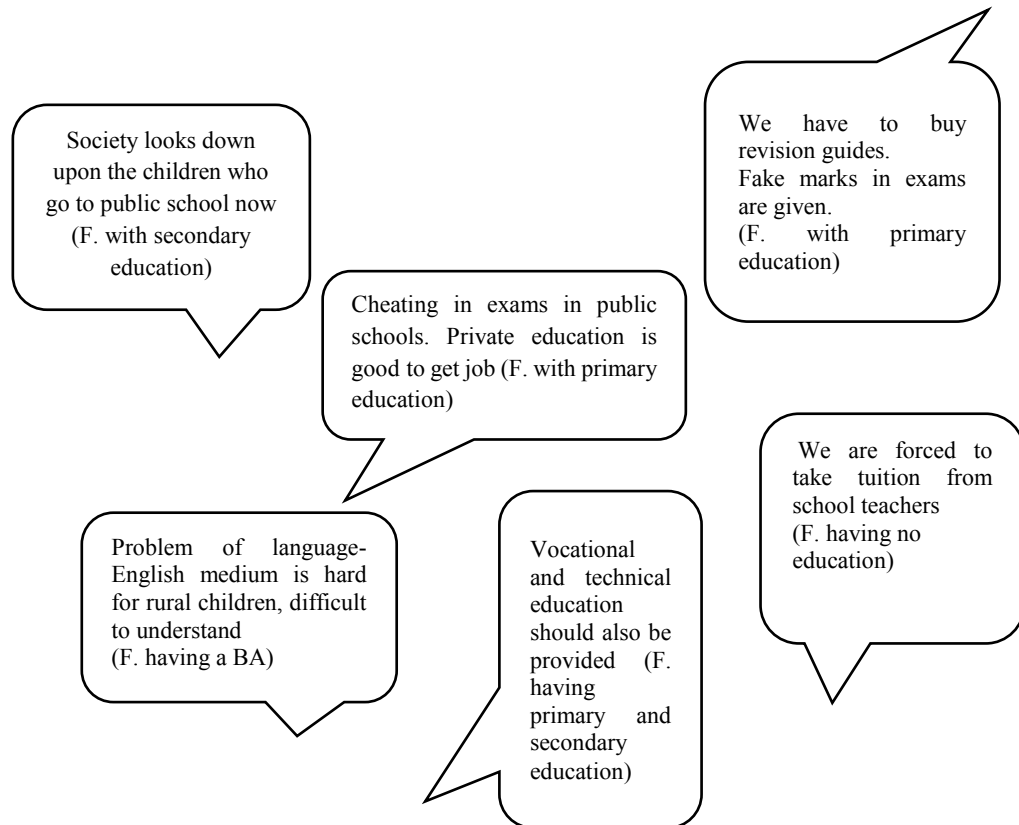 Society looks down
upon the children who
go to public school now
(F. with secondary
education)
We have to buy
revision guides.
Fake marks in exams
are given.
(F. with primary
education)
Cheating in exams in public
schools. Private education is
good to get job (F. with primary
education)
We are forced to
take tuition from
school teachers
(F. having no
education)
Problem of language-
English medium is hard
for rural children, difficult
to understand
(F. having a BA)
Vocational
and technical
education
should also be
provided (F.
having
primary and
secondary
education)